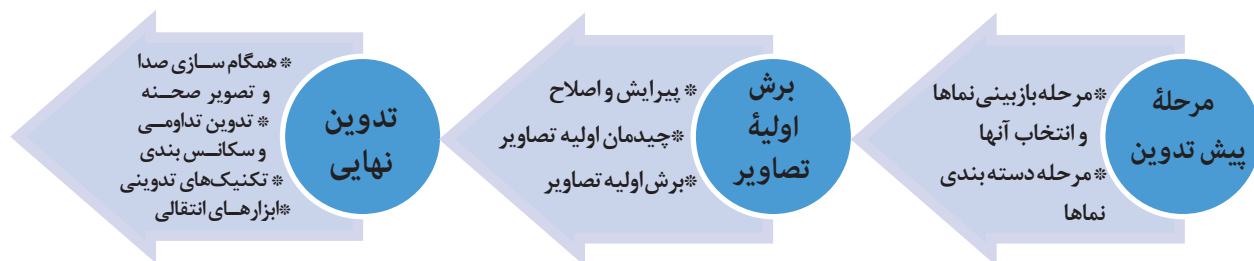 مرحلهٔ
پیش تدوین
*مرحله بازبینی نماها
و انتخاب آنها
*مرحله دسته بندی
نماها
برش
اولیهٔ
تصاویر
* پیرایش و اصلاح
*چیدمان اولیه تصاویر
*برش اولیه تصاویر
تدوین
نهایی
*همگام سازی صدا
و تصویر صحنه
* تدوین تداومی
و سکانس بندی
* تکنیک‌های تدوینی
*ابزارهای انتقالی